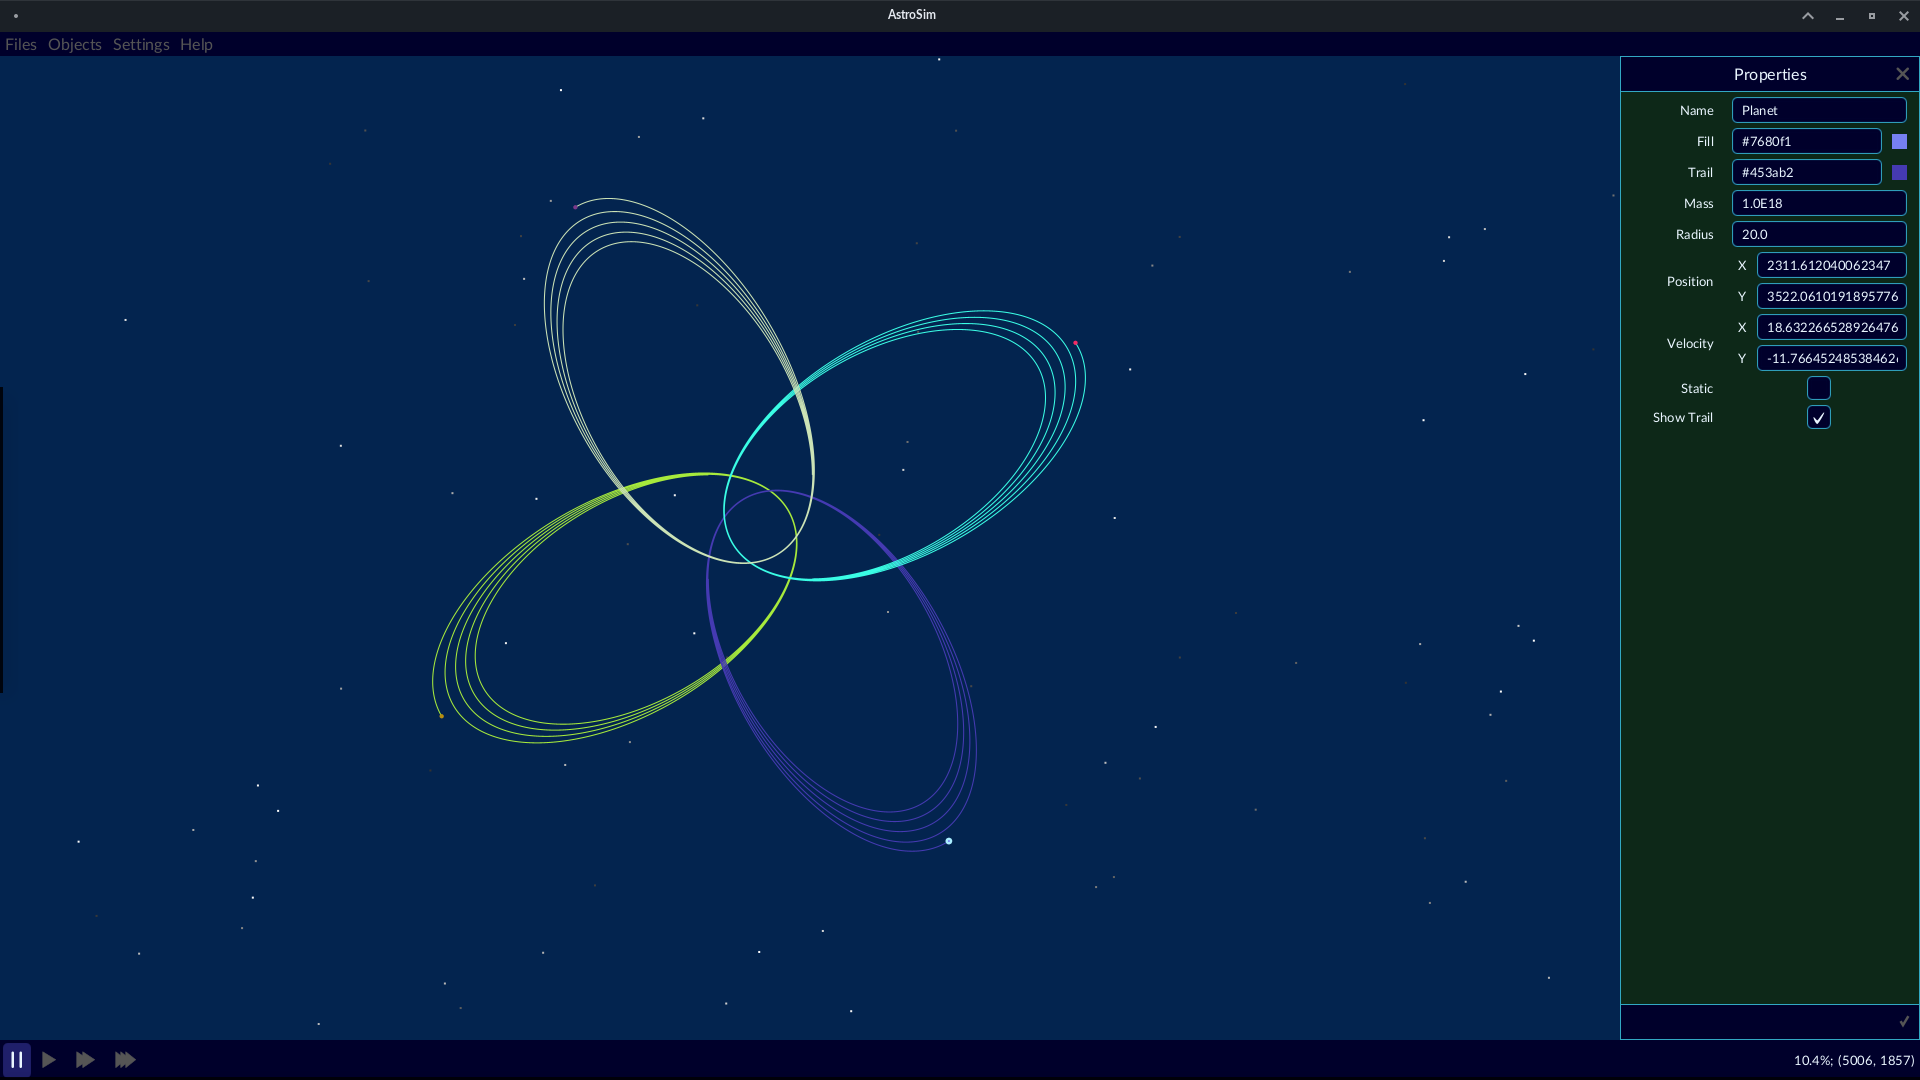 AstroSim
Files Objects Settings Help
Properties
Name Planet
Fill #7680f1
Trail #453ab2
Mass 1.0E18
Radius 20.0
Position X 2311.612040062347
Y 3522.0610191895776
Velocity X 18.632266528926476
Y -11.76645248538462
Static
Show Trail
10.4%; (5006, 1857)